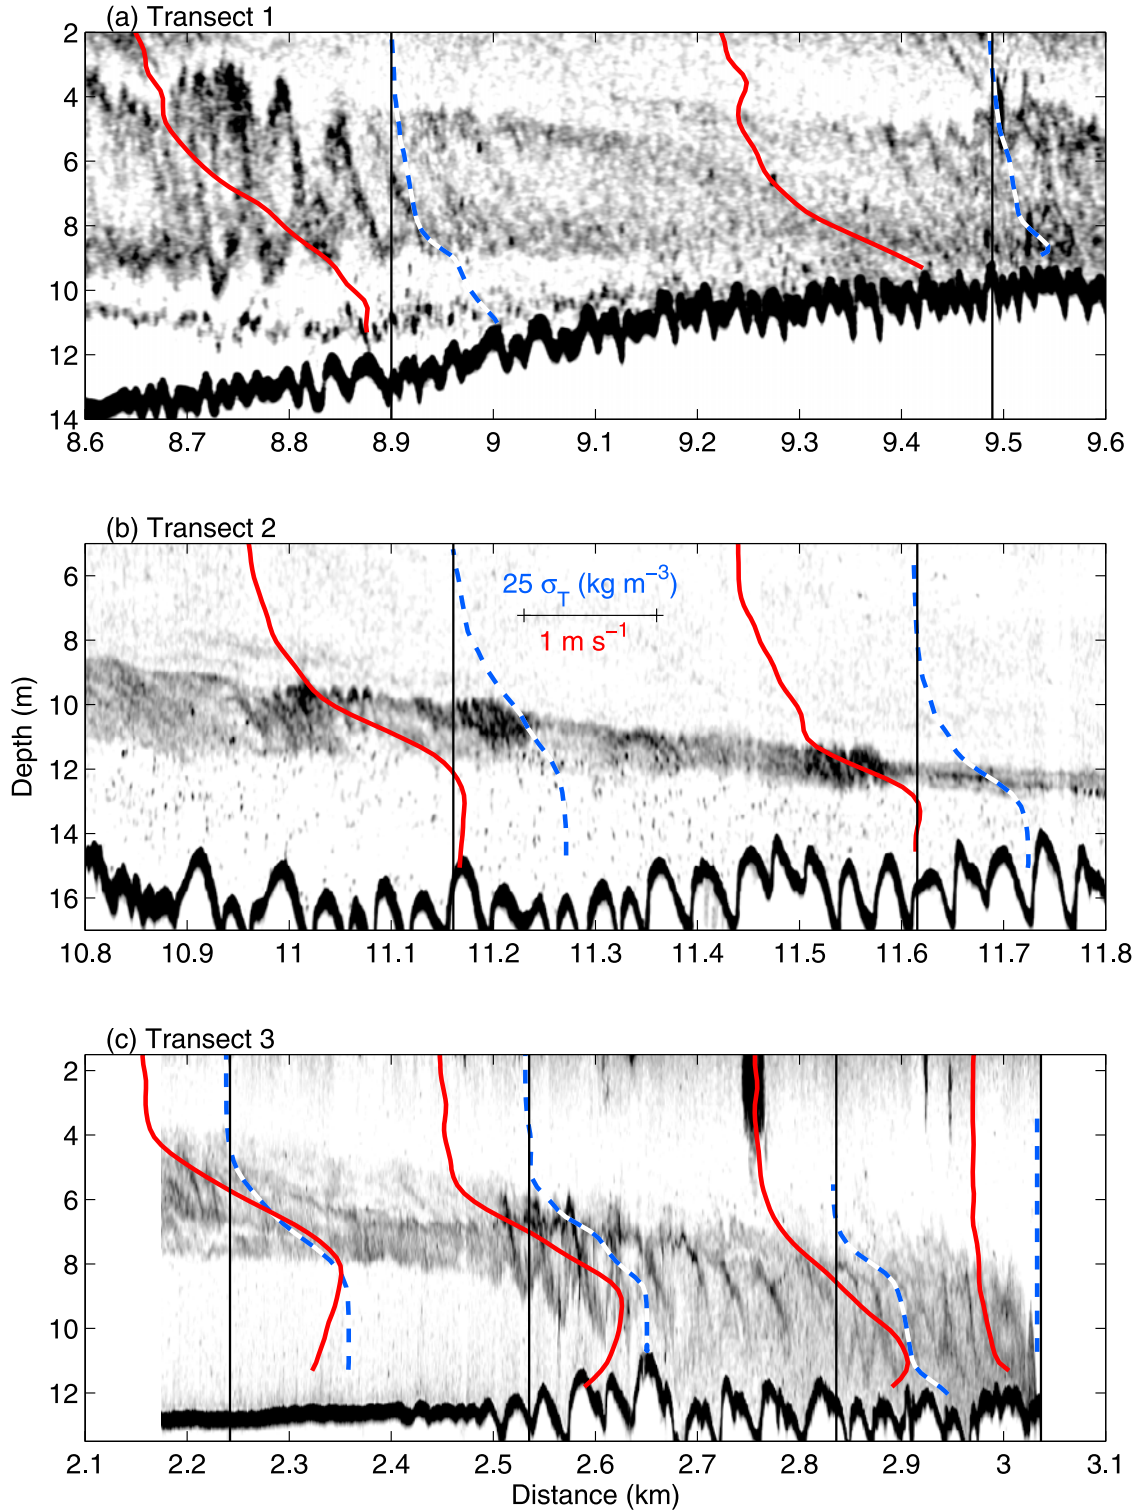 (a) Transect 1
2
4
6
8
10
12
14
8.6 8.7 8.8 8.9 9 9.1 9.2 9.3 9.4 9.5 9.6
(b) Transect 2
25 σT (kg m−3)
1 m s−1
6
8
10
12
14
16
Depth (m)
10.8 10.9 11 11.1 11.2 11.3 11.4 11.5 11.6 11.7 11.8
(c) Transect 3
2
4
6
8
10
12
2.1 2.2 2.3 2.4 2.5 2.6 2.7 2.8 2.9 3 3.1
Distance (km)